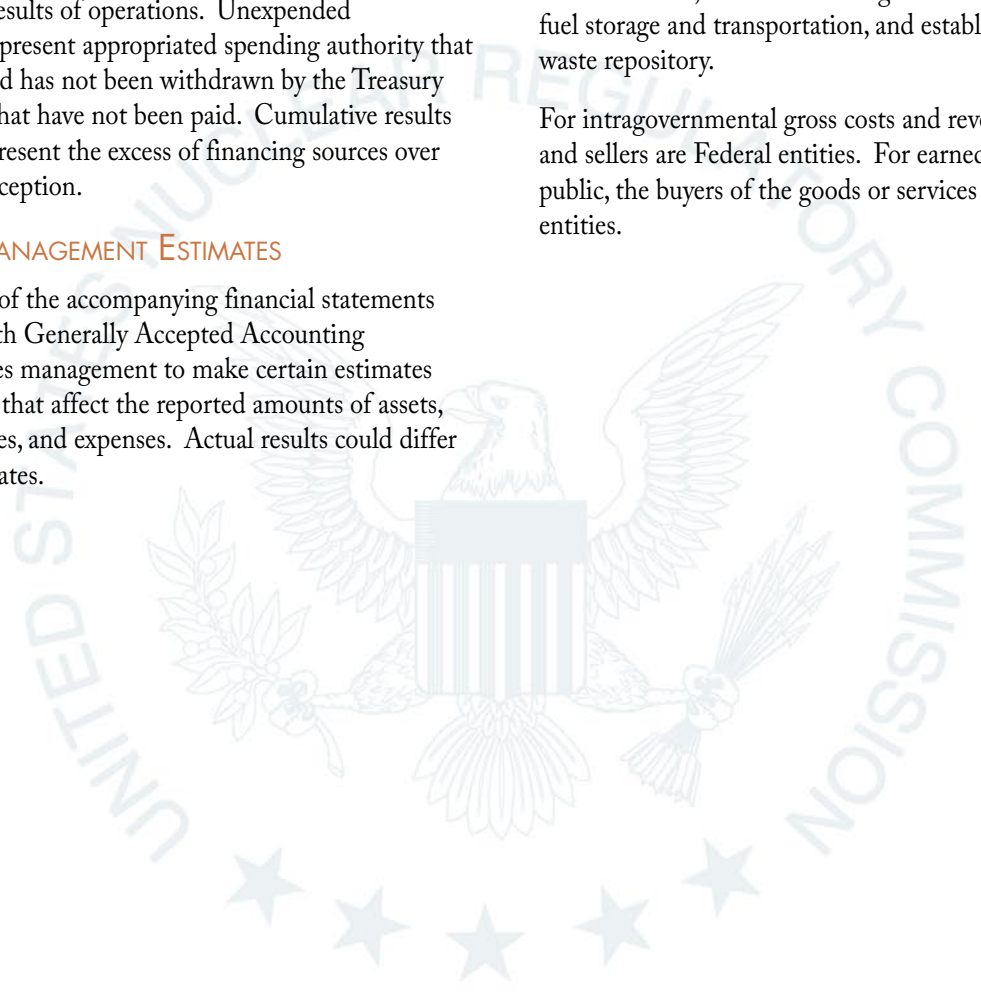 esults of operations. Unexpended
present appropriated spending authority that
d has not been withdrawn by the Treasury
hat have not been paid. Cumulative results
resent the excess of financing sources over
ception.
ANAGEMENT ESTIMATES
of the accompanying financial statements
th Generally Accepted Accounting
es management to make certain estimates
that affect the reported amounts of assets,
es, and expenses. Actual results could differ
ates.
fuel storage and transportation, and establ
waste repository.
For intragovernmental gross costs and rev
and sellers are Federal entities. For earned
public, the buyers of the goods or services
entities.
UNITED STATES NUCLEAR REGULATORY COMMISSION